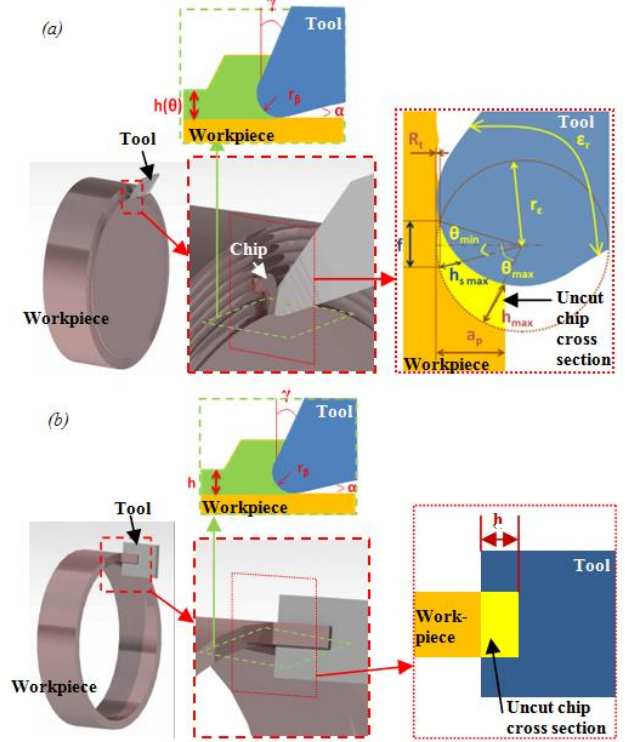 (a)
γ
Tool
h(θ)
r_β
α
Workpiece
Tool
R_t
Tool
ε_r
r_ε
θ_min
f
θ_max
h_s max
Chip
Uncut
chip
cross
section
h_max
a_p
Workpiece
Workpiece
(b)
γ
Tool
h
r_β
α
Workpiece
Tool
h
Tool
Work-
piece
Workpiece
Uncut chip
cross section